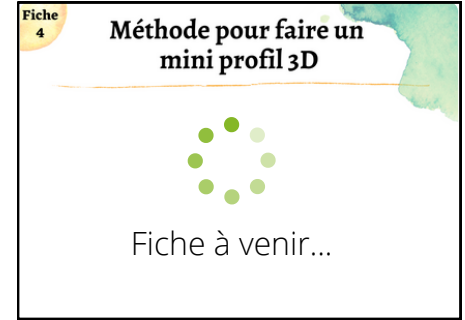 Fiche
4
Méthode pour faire un
mini profil 3D
Fiche à venir...